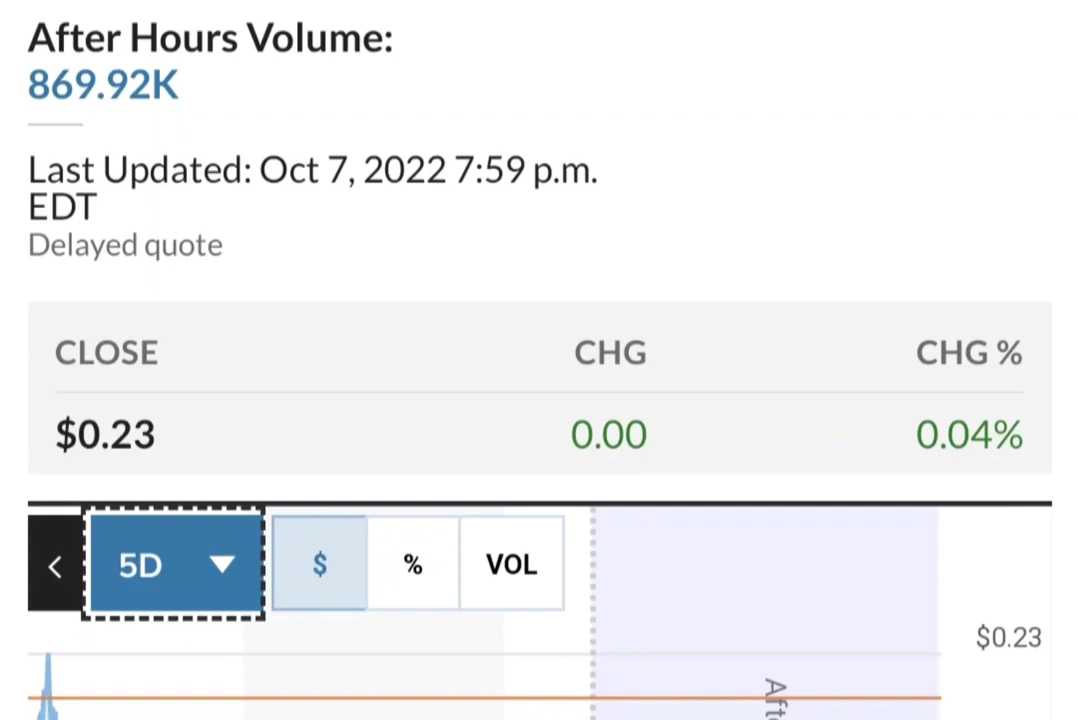 After Hours Volume:
869.92K
Last Updated: Oct 7, 2022 7:59 p.m.
EDT
Delayed quote
CLOSE CHG CHG %
$0.23 0.00 0.04%
5D $ % VOL
$0.23